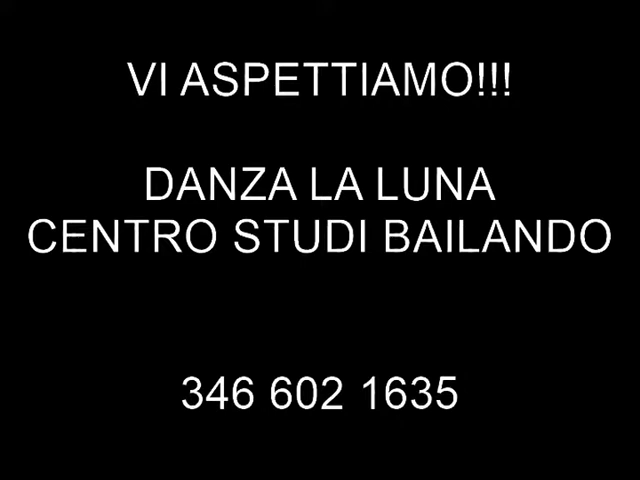 VI ASPETTIAMO!!!
DANZA LA LUNA
CENTRO STUDI BAILANDO
346 602 1635